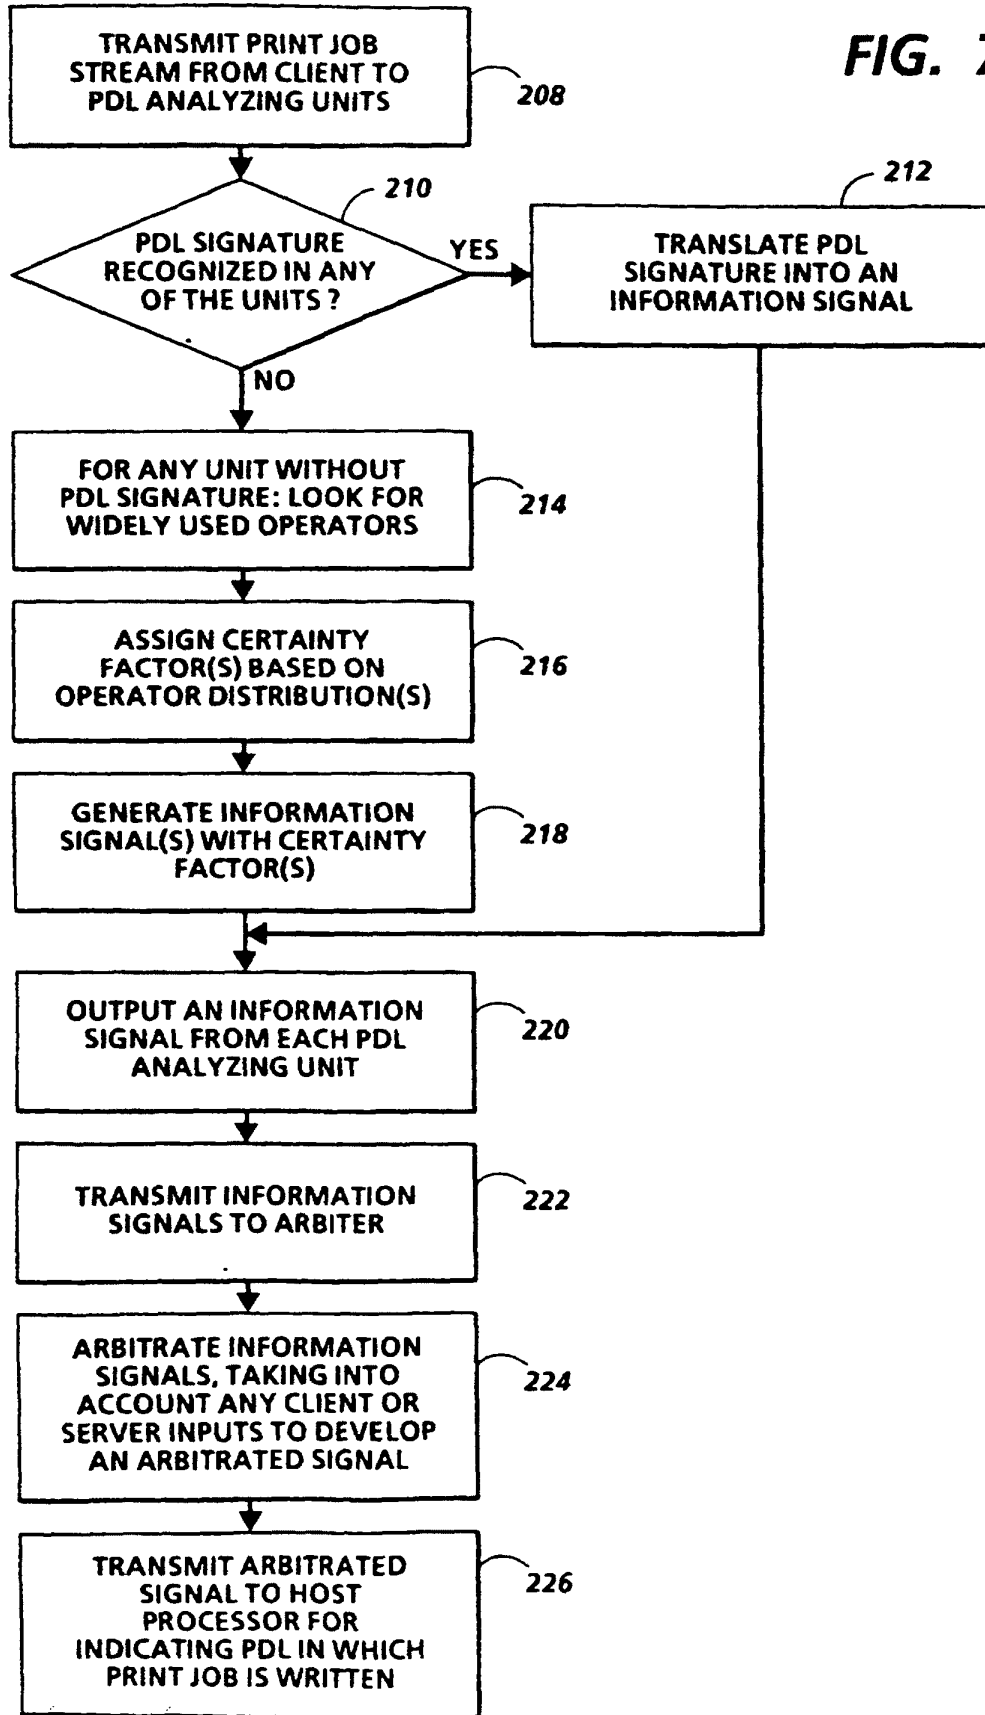 FIG. 7
TRANSMIT PRINT JOB
STREAM FROM CLIENT TO
PDL ANALYZING UNITS
208
210
PDL SIGNATURE
RECOGNIZED IN ANY
OF THE UNITS ?
YES
212
TRANSLATE PDL
SIGNATURE INTO AN
INFORMATION SIGNAL
NO
FOR ANY UNIT WITHOUT
PDL SIGNATURE: LOOK FOR
WIDELY USED OPERATORS
214
ASSIGN CERTAINTY
FACTOR(S) BASED ON
OPERATOR DISTRIBUTION(S)
216
GENERATE INFORMATION
SIGNAL(S) WITH CERTAINTY
FACTOR(S)
218
OUTPUT AN INFORMATION
SIGNAL FROM EACH PDL
ANALYZING UNIT
220
TRANSMIT INFORMATION
SIGNALS TO ARBITER
222
ARBITRATE INFORMATION
SIGNALS, TAKING INTO
ACCOUNT ANY CLIENT OR
SERVER INPUTS TO DEVELOP
AN ARBITRATED SIGNAL
224
TRANSMIT ARBITRATED
SIGNAL TO HOST
PROCESSOR FOR
INDICATING PDL IN WHICH
PRINT JOB IS WRITTEN
226